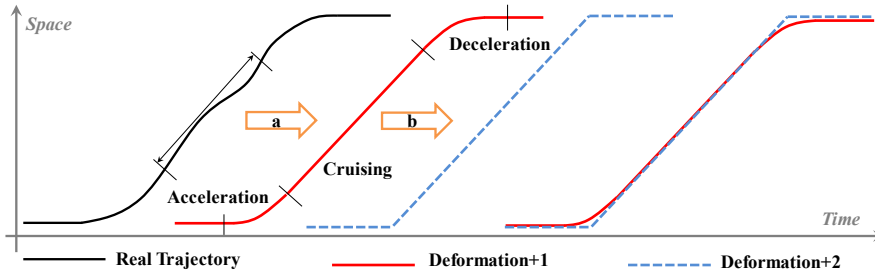 Space
Deceleration
a
b
Cruising
Acceleration
Time
Real Trajectory
Deformation+1
Deformation+2